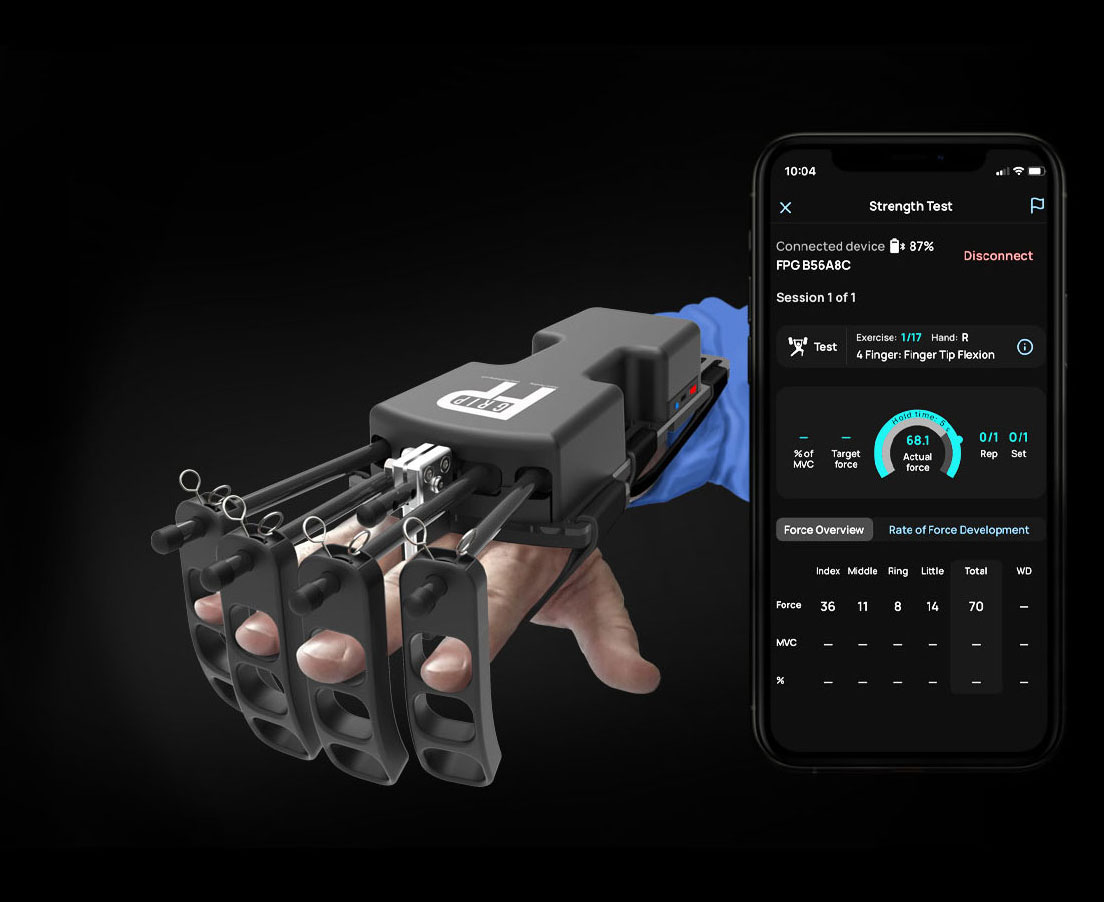 GRIP
FP
10:04
Strength Test
Connected device 87%
FPG B56A8C
Disconnect
Session 1 of 1
Test
Exercise: 1/17 Hand: R
4 Finger: Finger Tip Flexion
Hold time: 5 s
– – 68.1 0/1 0/1
% of MVC
Target force
Actual force
Rep Set
Force Overview
Rate of Force Development
Index Middle Ring Little Total WD
Force 36 11 8 14 70 –
MVC – – – – – –
% – – – – – –